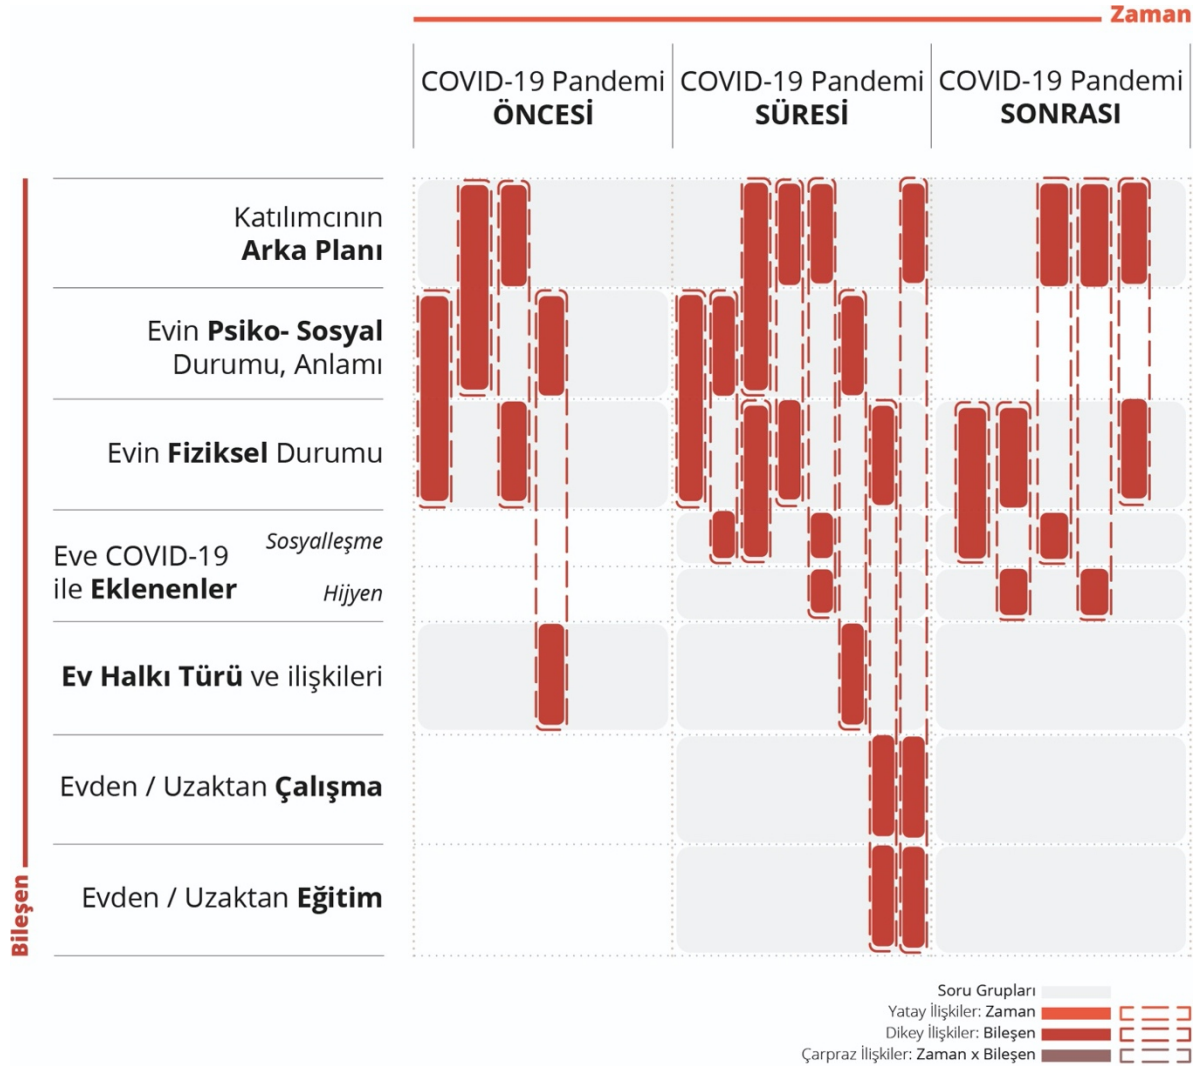 Zaman
COVID-19 Pandemi
ÖNCESİ
COVID-19 Pandemi
SÜRESİ
COVID-19 Pandemi
SONRASI
Bileşen
Katılımcının
Arka Planı
Evin Psiko- Sosyal
Durumu, Anlamı
Evin Fiziksel Durumu
Eve COVID-19
ile Eklenenler
Sosyalleşme
Hijyen
Ev Halkı Türü ve ilişkileri
Evden / Uzaktan Çalışma
Evden / Uzaktan Eğitim
Soru Grupları
Yatay İlişkiler: Zaman
Dikey İlişkiler: Bileşen
Çarpraz İlişkiler: Zaman x Bileşen